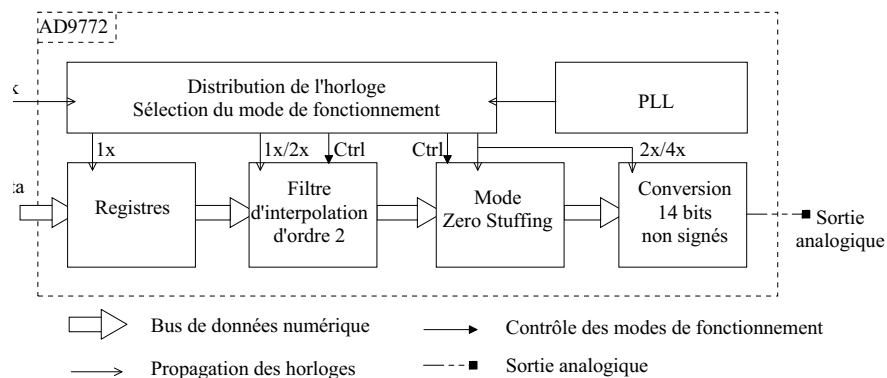 AD9772
Distribution de l'horloge
Sélection du mode de fonctionnement
PLL
1x
1x/2x
Ctrl
Ctrl
2x/4x
Registres
Filtre
d'interpolation
d'ordre 2
Mode
Zero Stuffing
Conversion
14 bits
non signés
Sortie
analogique
Bus de données numérique
Contrôle des modes de fonctionnement
Propagation des horloges
Sortie analogique